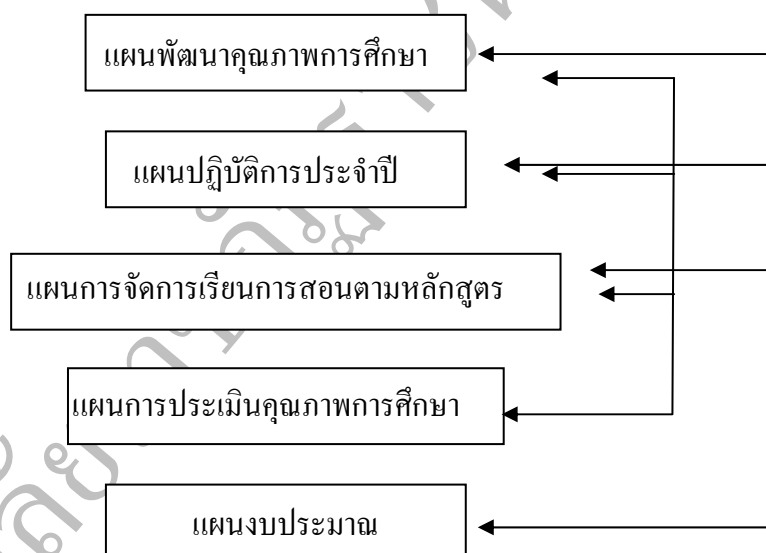 แผนพัฒนาคุณภาพการศึกษา
แผนปฏิบัติการประจำปี
แผนการจัดการเรียนการสอนตามหลักสูตร
แผนการประเมินคุณภาพการศึกษา
แผนงบประมาณ